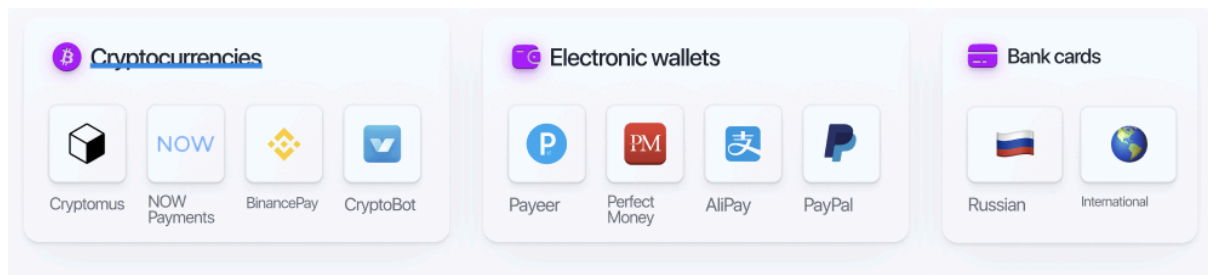 Cryptocurrencies
NOW
Cryptomus
NOW
Payments
BinancePay
CryptoBot
Electronic wallets
P
PM
支
Payeer
Perfect
Money
AliPay
PayPal
Bank cards
Russian
International